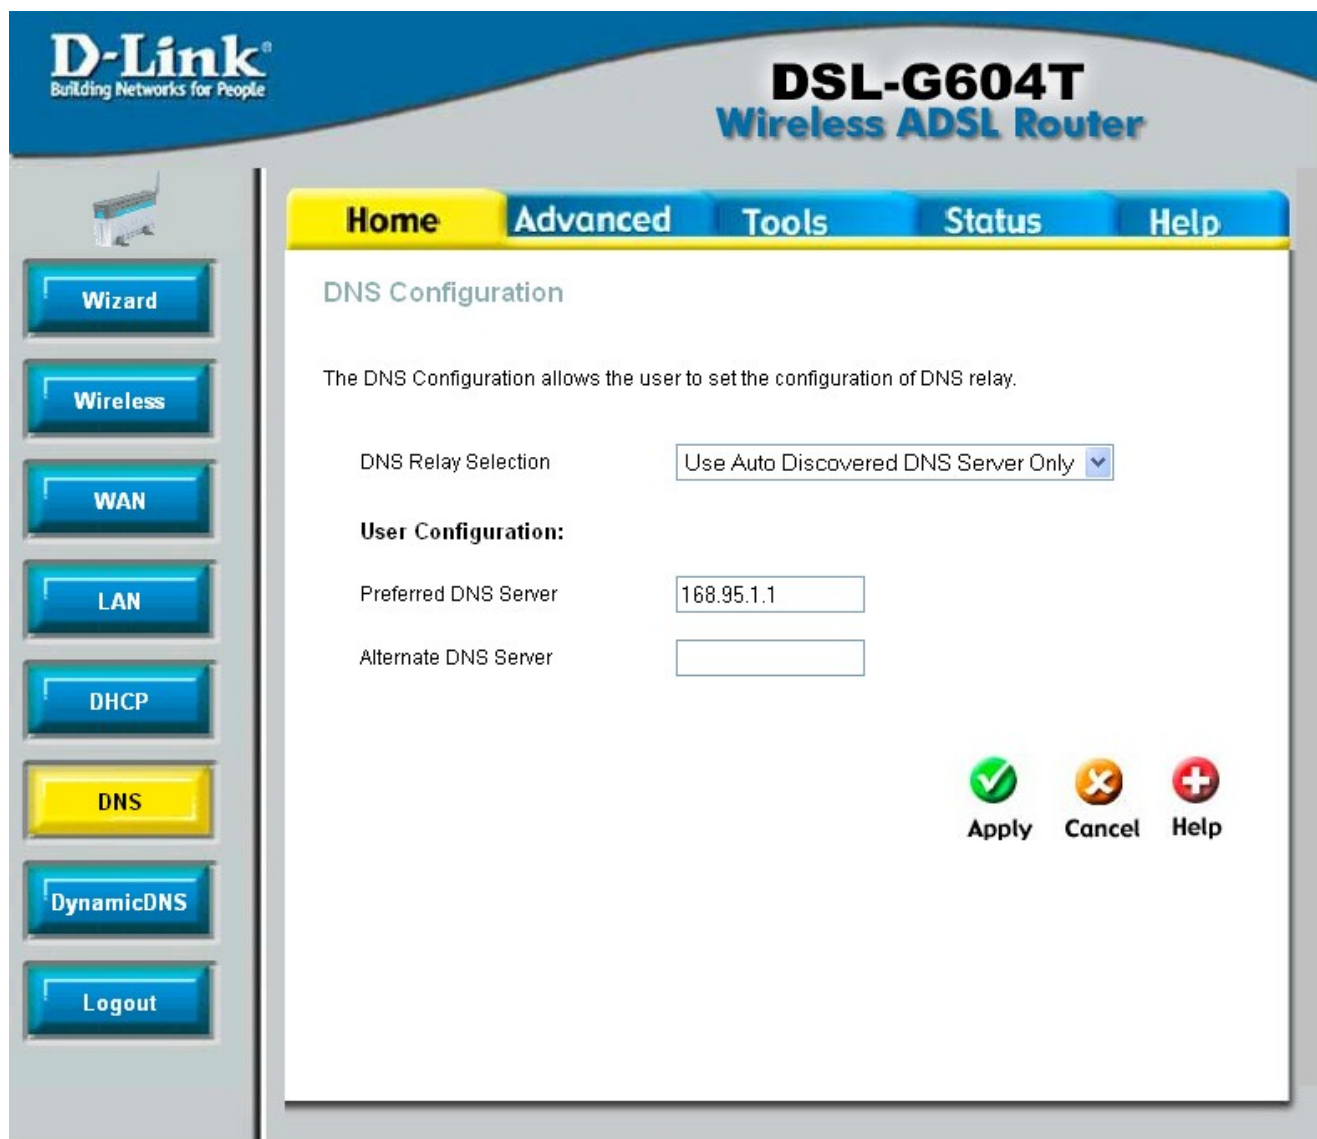 D-Link®
Building Networks for People
DSL-G604T
Wireless ADSL Router
Home Advanced Tools Status Help
Wizard
Wireless
WAN
LAN
DHCP
DNS
DynamicDNS
Logout
DNS Configuration
The DNS Configuration allows the user to set the configuration of DNS relay.
DNS Relay Selection Use Auto Discovered DNS Server Only
User Configuration:
Preferred DNS Server 168.95.1.1
Alternate DNS Server
Apply Cancel Help